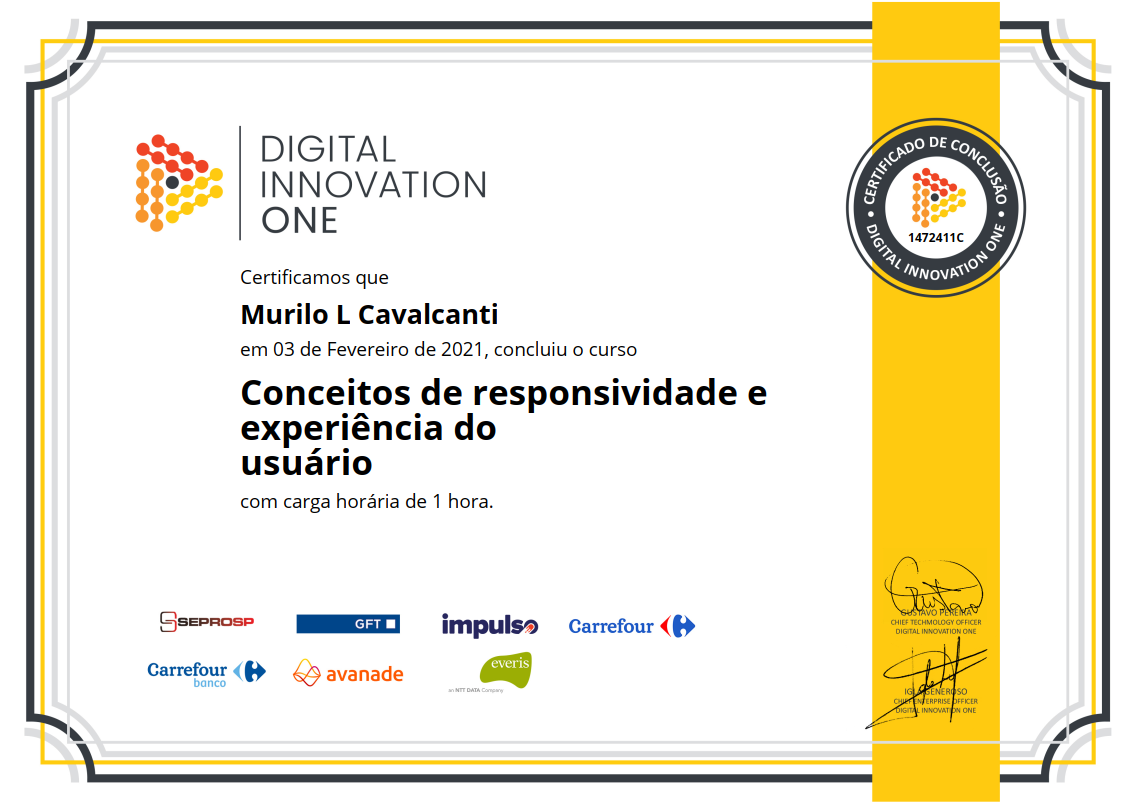 DIGITAL
INNOVATION
ONE
CERTIFICADO DE CONCLUSÃO
1472411C
DIGITAL INNOVATION ONE
Certificamos que
Murilo L Cavalcanti
em 03 de Fevereiro de 2021, concluiu o curso
Conceitos de responsividade e
experiência do
usuário
com carga horária de 1 hora.
SEPROSP
GFT
impulso
Carrefour
Carrefour
banco
avanade
everis
an NTT DATA Company
GUSTAVO PEREIRA
CHIEF TECHMOLOGY OFFICER
DIGITAL INNOVATION ONE
IGLÁ GENEROSO
CHIEF ENTERPRISE OFFICER
DIGITAL INNOVATION ONE